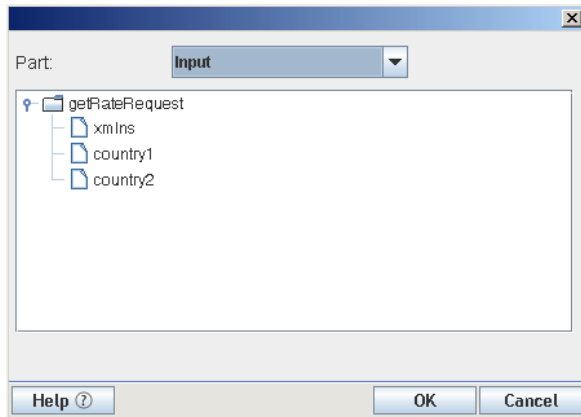 Part: Input
getRateRequest
xmlns
country1
country2
Help ?
OK Cancel